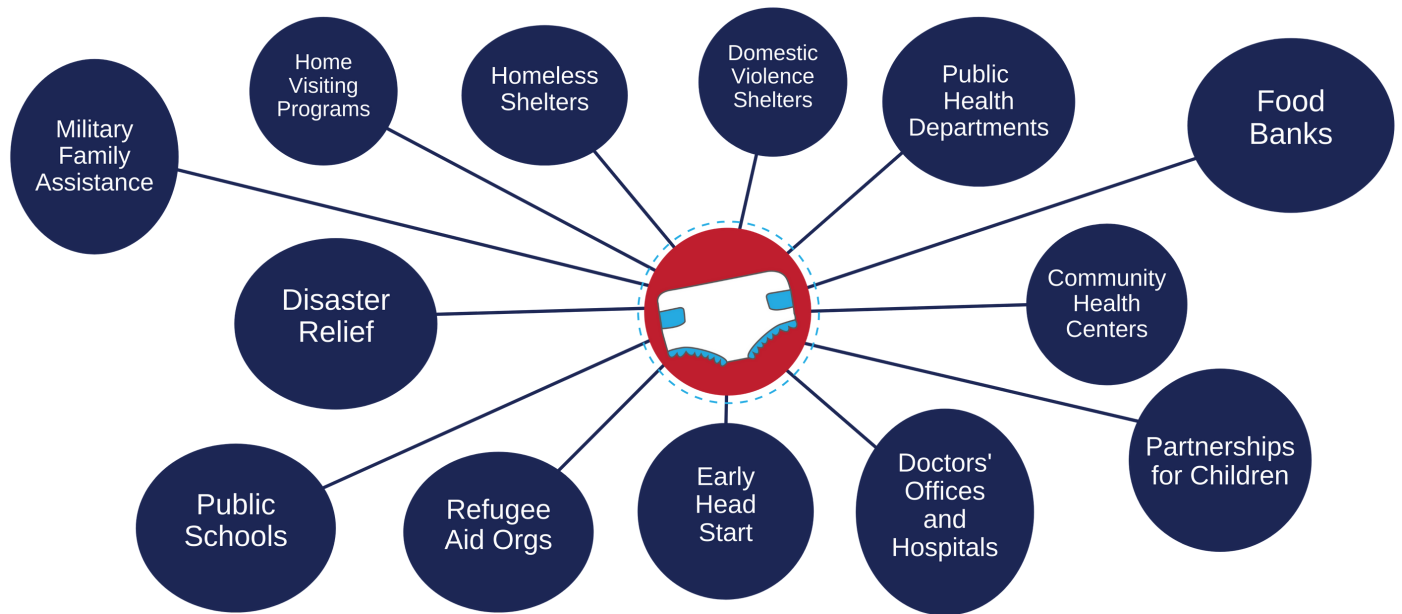 Military
Family
Assistance
Home
Visiting
Programs
Homeless
Shelters
Domestic
Violence
Shelters
Public
Health
Departments
Food
Banks
Disaster
Relief
Community
Health
Centers
Public
Schools
Refugee
Aid Orgs
Early
Head
Start
Doctors'
Offices
and
Hospitals
Partnerships
for Children